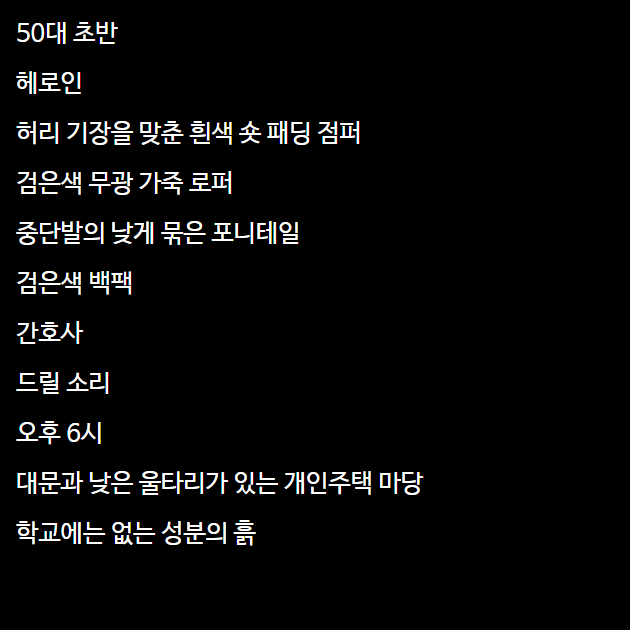 50대 초반
헤로인
허리 기장을 맞춘 흰색 숏 패딩 점퍼
검은색 무광 가죽 로퍼
중단발의 낮게 묶은 포니테일
검은색 백팩
간호사
드릴 소리
오후 6시
대문과 낮은 울타리가 있는 개인주택 마당
학교에는 없는 성분의 흙